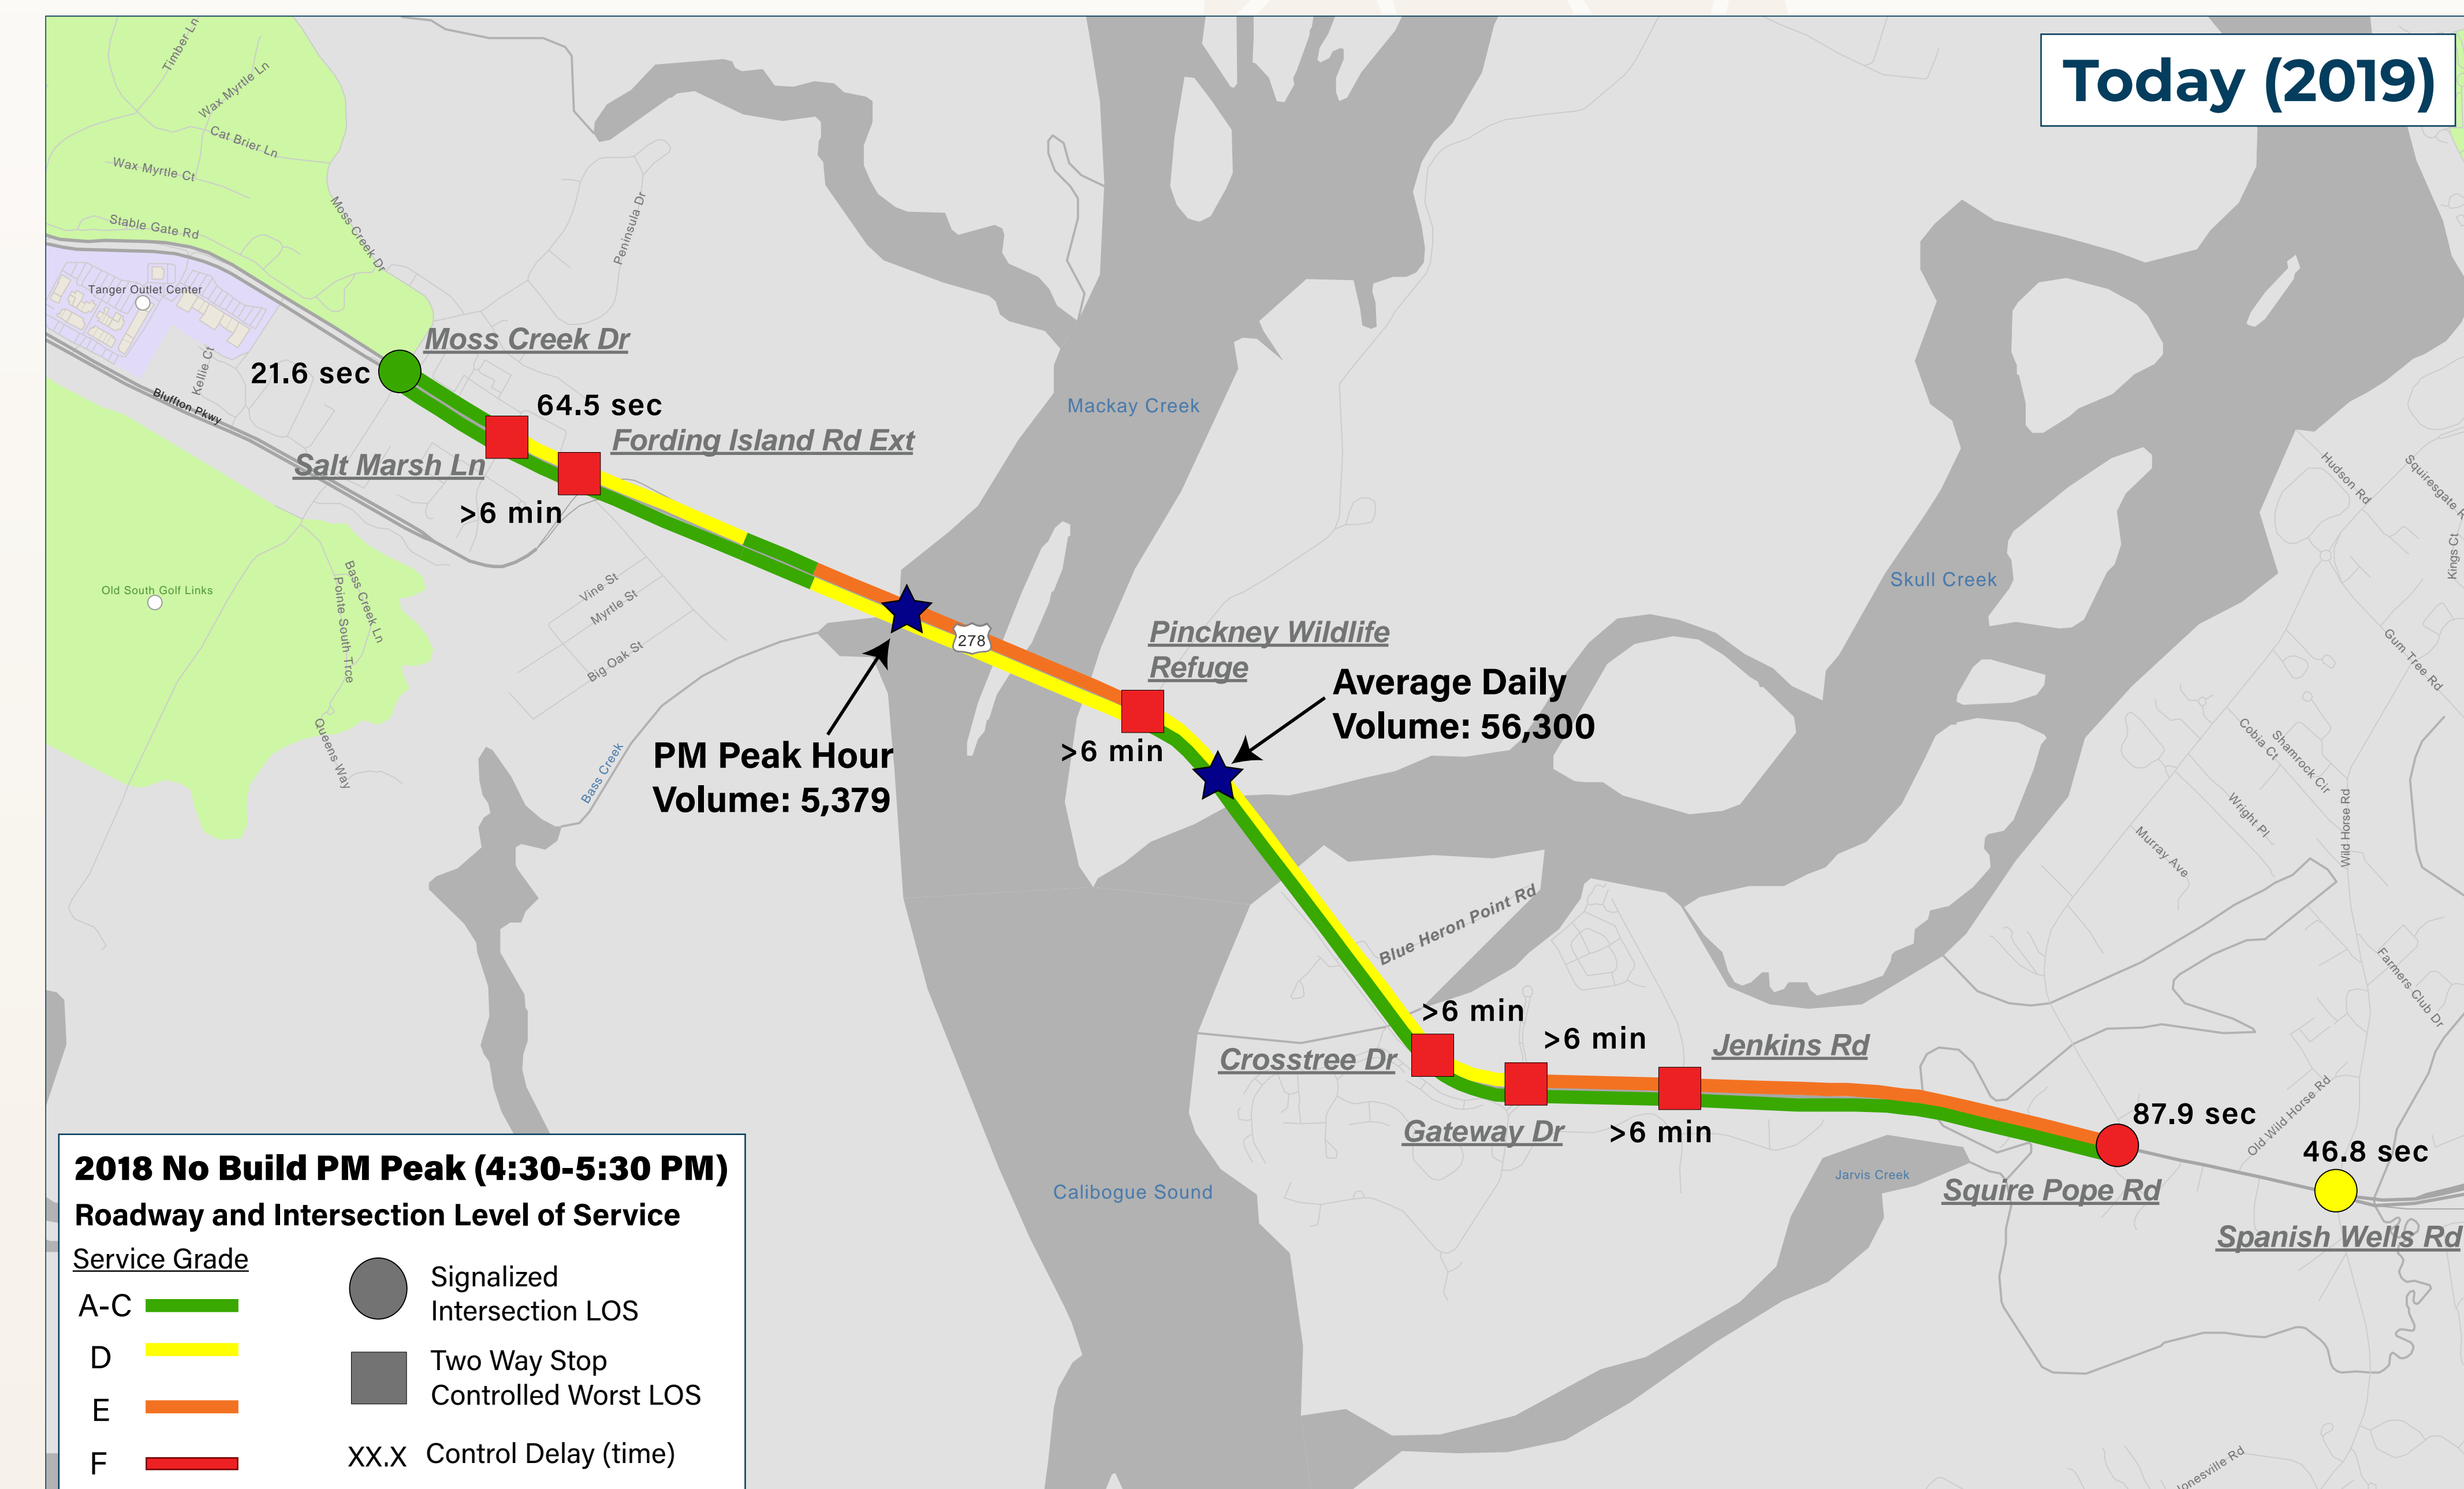 Today (2019)
Timber Ln
Wax Myrtle Ln
Cat Brier Ln
Wax Myrtle Ct
Stable Gate Rd
Moss Creek Dr
Peninsula Dr
Tanger Outlet Center
Kellie Ct
Bluffton Pkwy
Moss Creek Dr
21.6 sec
64.5 sec
Fording Island Rd Ext
Salt Marsh Ln
>6 min
Mackay Creek
Old South Golf Links
Bass Creek Ln
Pointe South Trce
Queens Way
Vine St
Myrtle St
Big Oak St
Bass Creek
278
PM Peak Hour
Volume: 5,379
Pinckney Wildlife
Refuge
>6 min
Average Daily
Volume: 56,300
Skull Creek
Hudson Rd
Kings Ct
Gum Tree Rd
Cobia Ct
Shamrock Cir
Wright Pl
Murray Ave
Wild Horse Rd
Farmers Club Dr
Blue Heron Point Rd
>6 min
Crosstree Dr
>6 min
Gateway Dr
Jenkins Rd
>6 min
Old Wild Horse Rd
87.9 sec
Squire Pope Rd
46.8 sec
Spanish Wells Rd
Jarvis Creek
Calibogue Sound
2018 No Build PM Peak (4:30-5:30 PM)
Roadway and Intersection Level of Service
Service Grade
A-C
D
E
F
Signalized
Intersection LOS
Two Way Stop
Controlled Worst LOS
XX.X Control Delay (time)